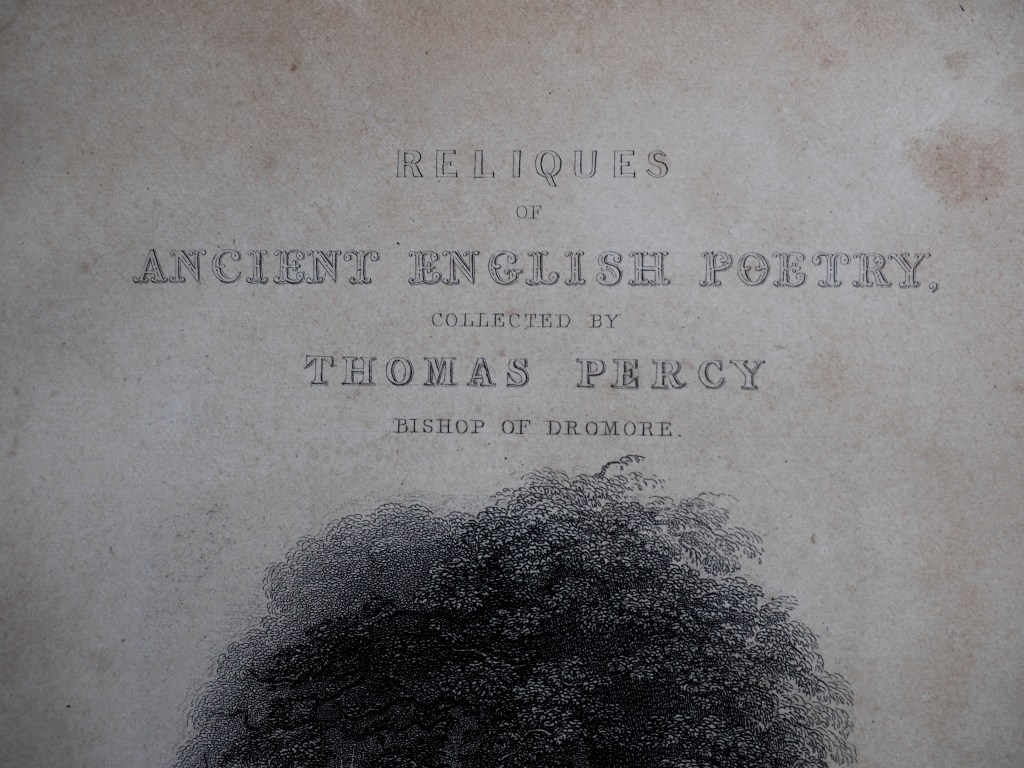 RELIQUES
OF
ANCIENT ENGLISH POETRY,
COLLECTED BY
THOMAS PERCY
BISHOP OF DROMORE.